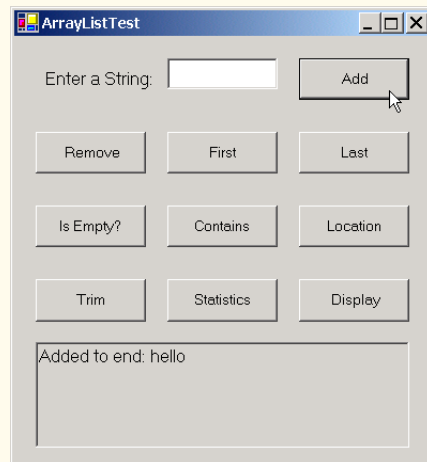 ArrayListTest
Enter a String:
Add
Remove
First
Last
Is Empty?
Contains
Location
Trim
Statistics
Display
Added to end: hello